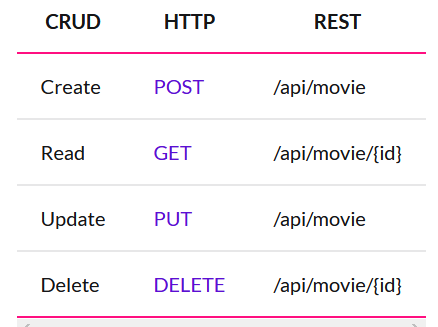 CRUD HTTP REST
Create POST /api/movie
Read GET /api/movie/{id}
Update PUT /api/movie
Delete DELETE /api/movie/{id}